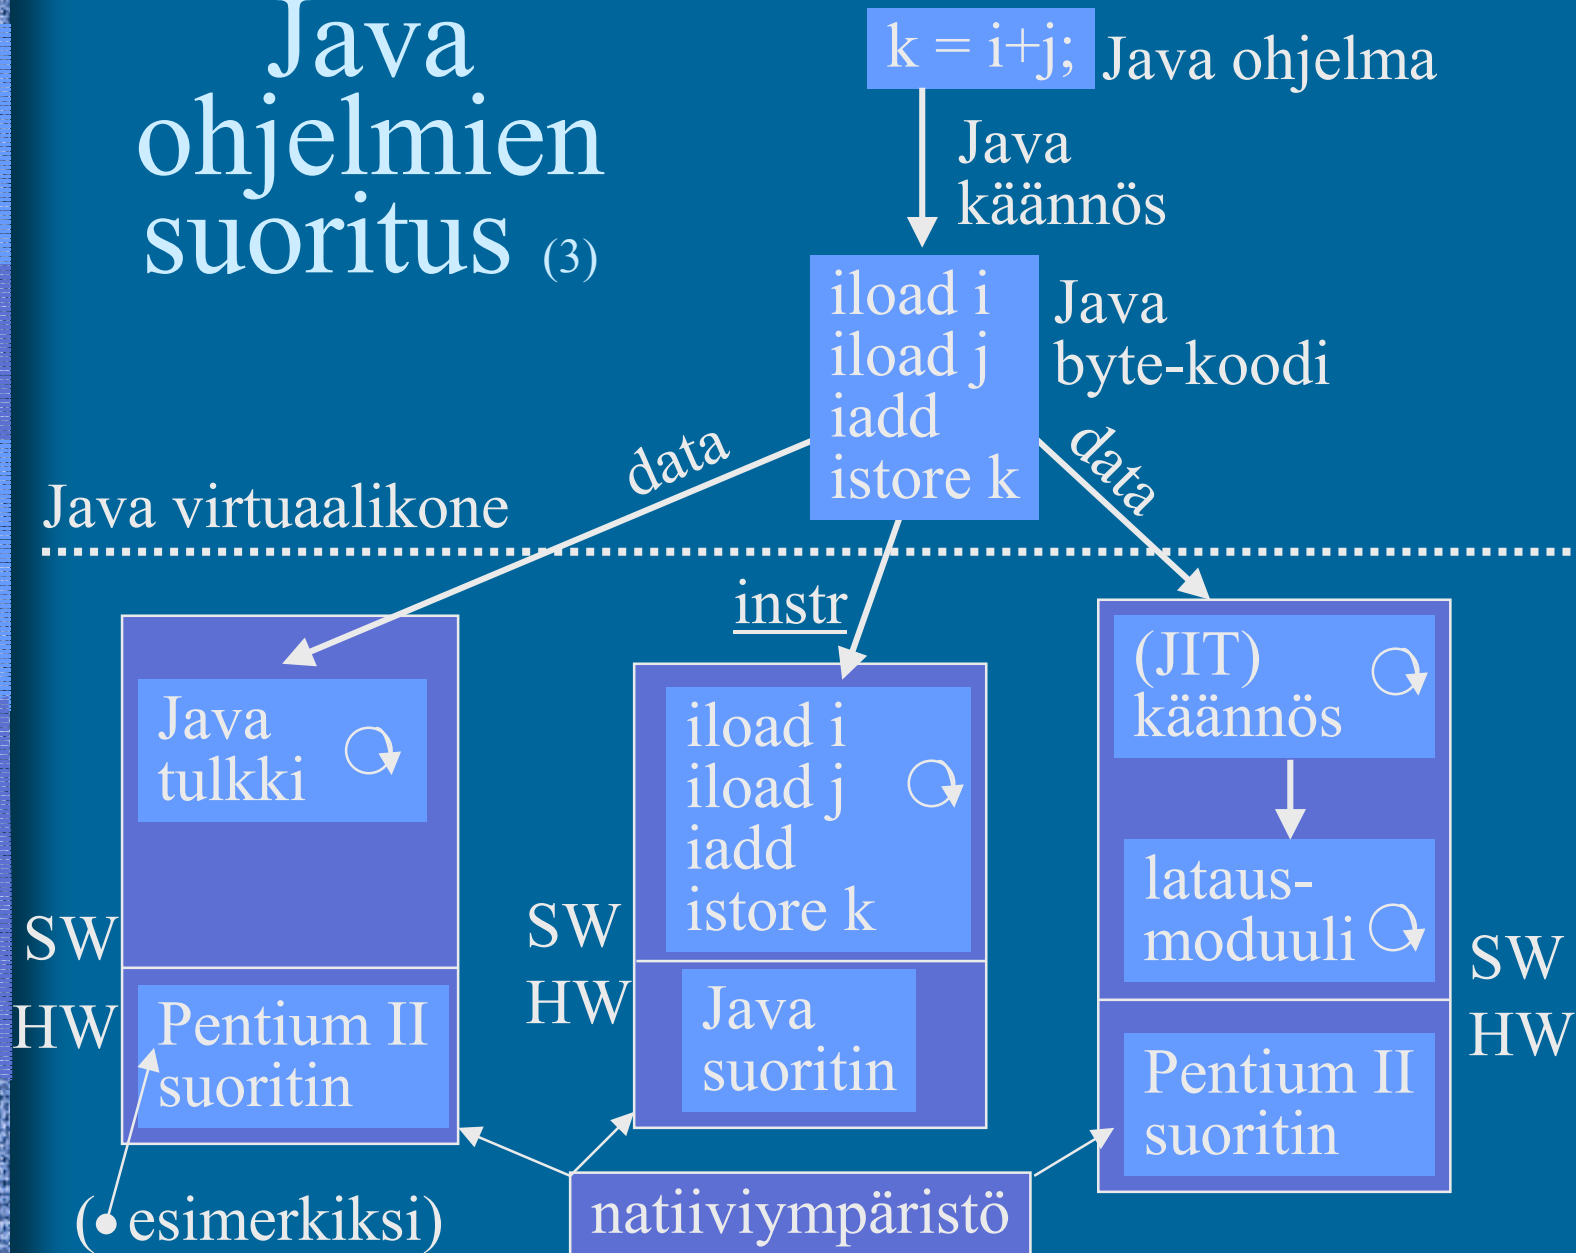 Java
ohjelmien
suoritus (3)
k = i+j;
Java ohjelma
Java
käännös
iload i
iload j
iadd
istore k
Java
byte-koodi
data
data
Java virtuaalikone
instr
Java
tulkki
SW
HW
Pentium II
suoritin
iload i
iload j
iadd
istore k
SW
HW
Java
suoritin
(JIT)
käännös
lataus-
moduuli
SW
HW
Pentium II
suoritin
( esimerkiksi)
natiiviympäristö